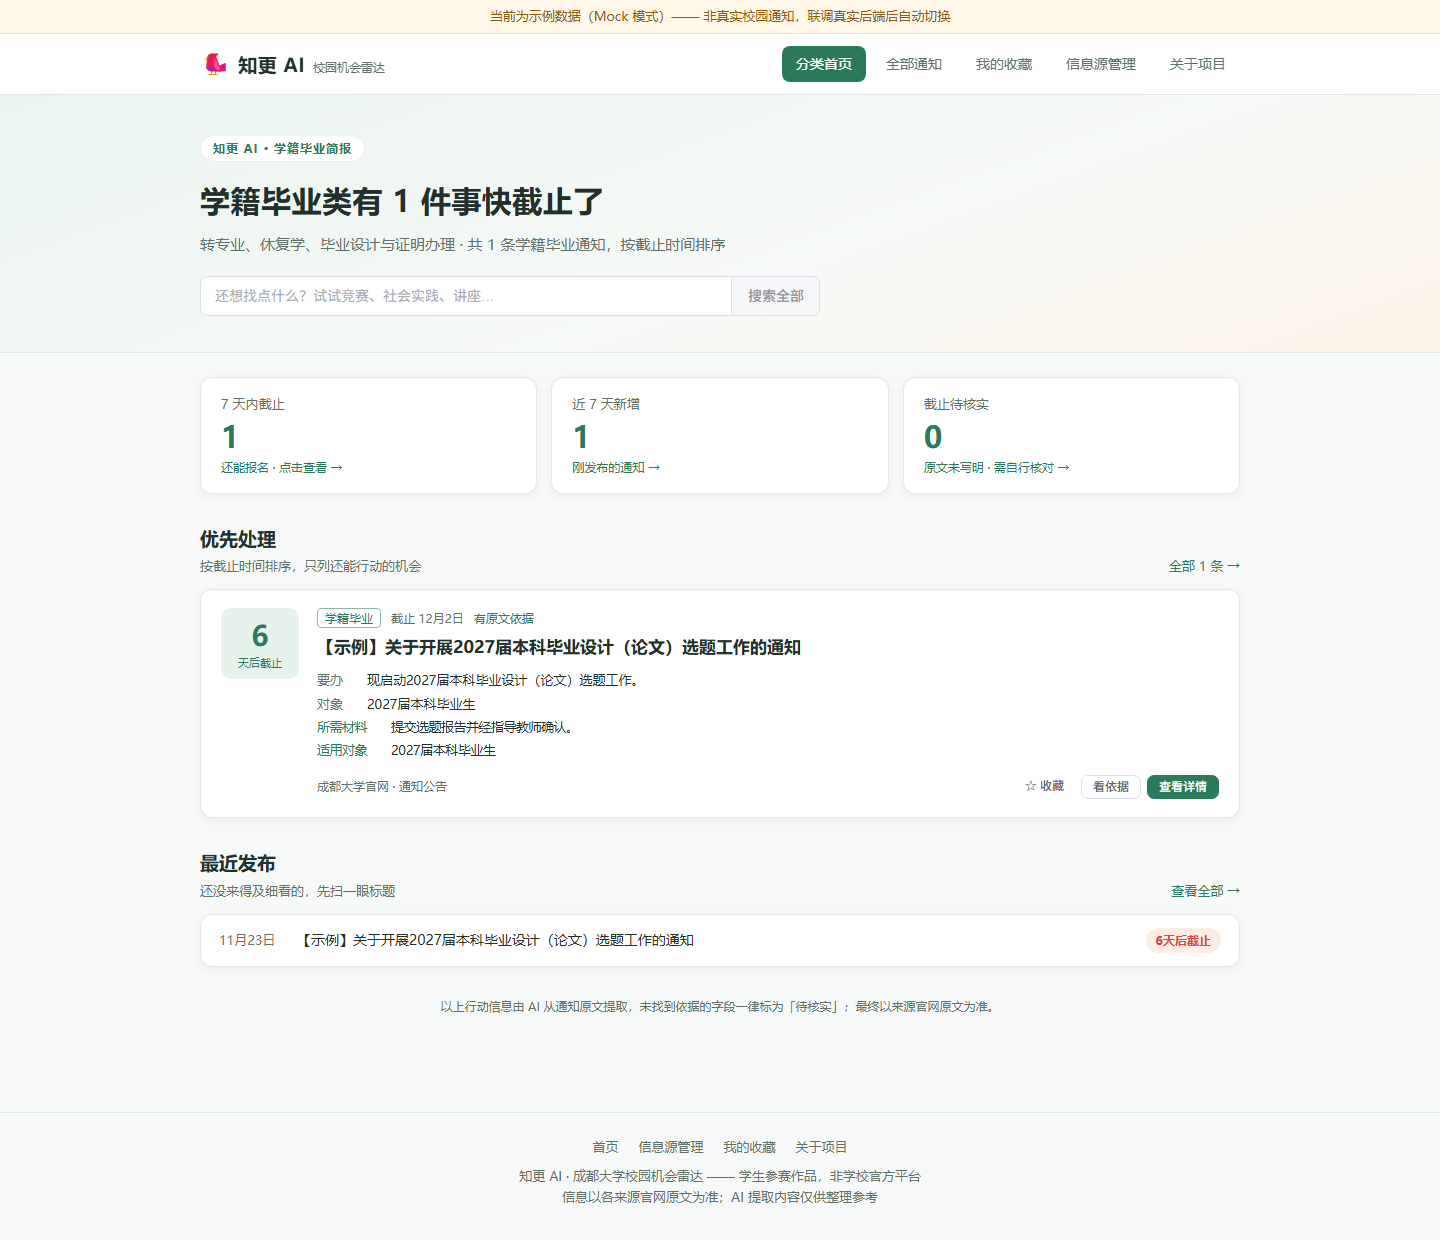 当前为示例数据（Mock 模式）—— 非真实校园通知，联调真实后端后自动切换
知更 AI 校园机会雷达
分类首页 全部通知 我的收藏 信息源管理 关于项目
知更 AI · 学籍毕业简报
学籍毕业类有 1 件事快截止了
转专业、休复学、毕业设计与证明办理 · 共 1 条学籍毕业通知，按截止时间排序
还想找点什么？试试竞赛、社会实践、讲座... 搜索全部
7 天内截止
1
还能报名 · 点击查看 →
近 7 天新增
1
刚发布的通知 →
截止待核实
0
原文未写明 · 需自行核对 →
优先处理
按截止时间排序，只列还能行动的机会 全部 1 条 →
6
天后截止
学籍毕业 截止 12月2日 有原文依据
【示例】关于开展2027届本科毕业设计（论文）选题工作的通知
要办 现启动2027届本科毕业设计（论文）选题工作。
对象 2027届本科毕业生
所需材料 提交选题报告并经指导教师确认。
适用对象 2027届本科毕业生
成都大学官网 · 通知公告 ☆ 收藏 看依据 查看详情
最近发布
还没来得及细看的，先扫一眼标题 查看全部 →
11月23日 【示例】关于开展2027届本科毕业设计（论文）选题工作的通知 6天后截止
以上行动信息由 AI 从通知原文提取，未找到依据的字段一律标为「待核实」；最终以来源官网原文为准。
首页 信息源管理 我的收藏 关于项目
知更 AI · 成都大学校园机会雷达 —— 学生参赛作品，非学校官方平台
信息以各来源官网原文为准；AI 提取内容仅供整理参考